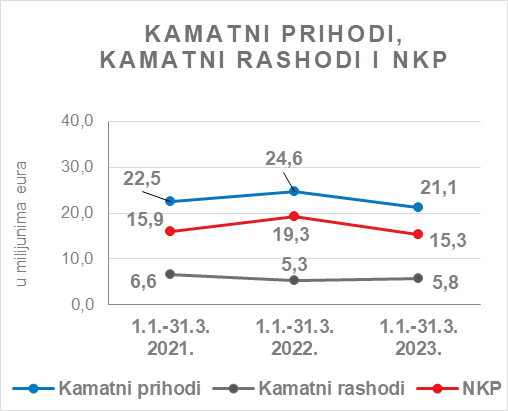 KAMATNI PRIHODI,
KAMATNI RASHODI I NKP
u milijunima eura
40,0
30,0
20,0
10,0
0,0
22,5
24,6
21,1
15,9
19,3
15,3
6,6
5,3
5,8
1.1.-31.3. 1.1.-31.3. 1.1.-31.3.
2021. 2022. 2023.
Kamatni prihodi Kamatni rashodi NKP